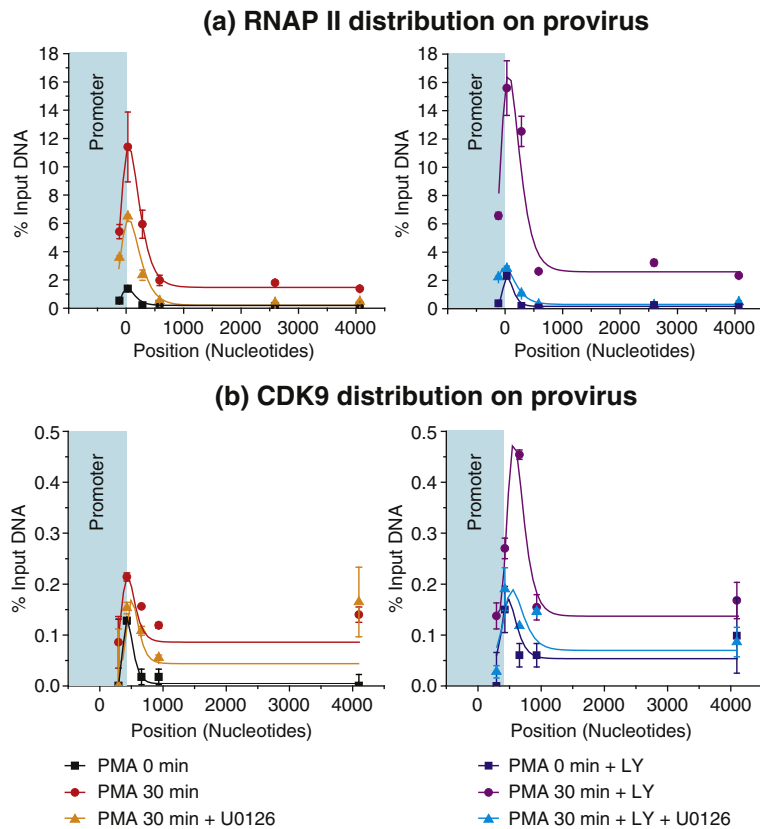 (a) RNAP II distribution on provirus
18
16
14
12
10
8
6
4
2
0
% Input DNA
Promoter
0
1000
2000
3000
4000
Position (Nucleotides)
18
16
14
12
10
8
6
4
2
0
% Input DNA
Promoter
0
1000
2000
3000
4000
Position (Nucleotides)
(b) CDK9 distribution on provirus
0.5
0.4
0.3
0.2
0.1
0.0
% Input DNA
Promoter
0
1000
2000
3000
4000
Position (Nucleotides)
0.5
0.4
0.3
0.2
0.1
0.0
% Input DNA
Promoter
0
1000
2000
3000
4000
Position (Nucleotides)
PMA 0 min
PMA 30 min
PMA 30 min + U0126
PMA 0 min + LY
PMA 30 min + LY
PMA 30 min + LY + U0126